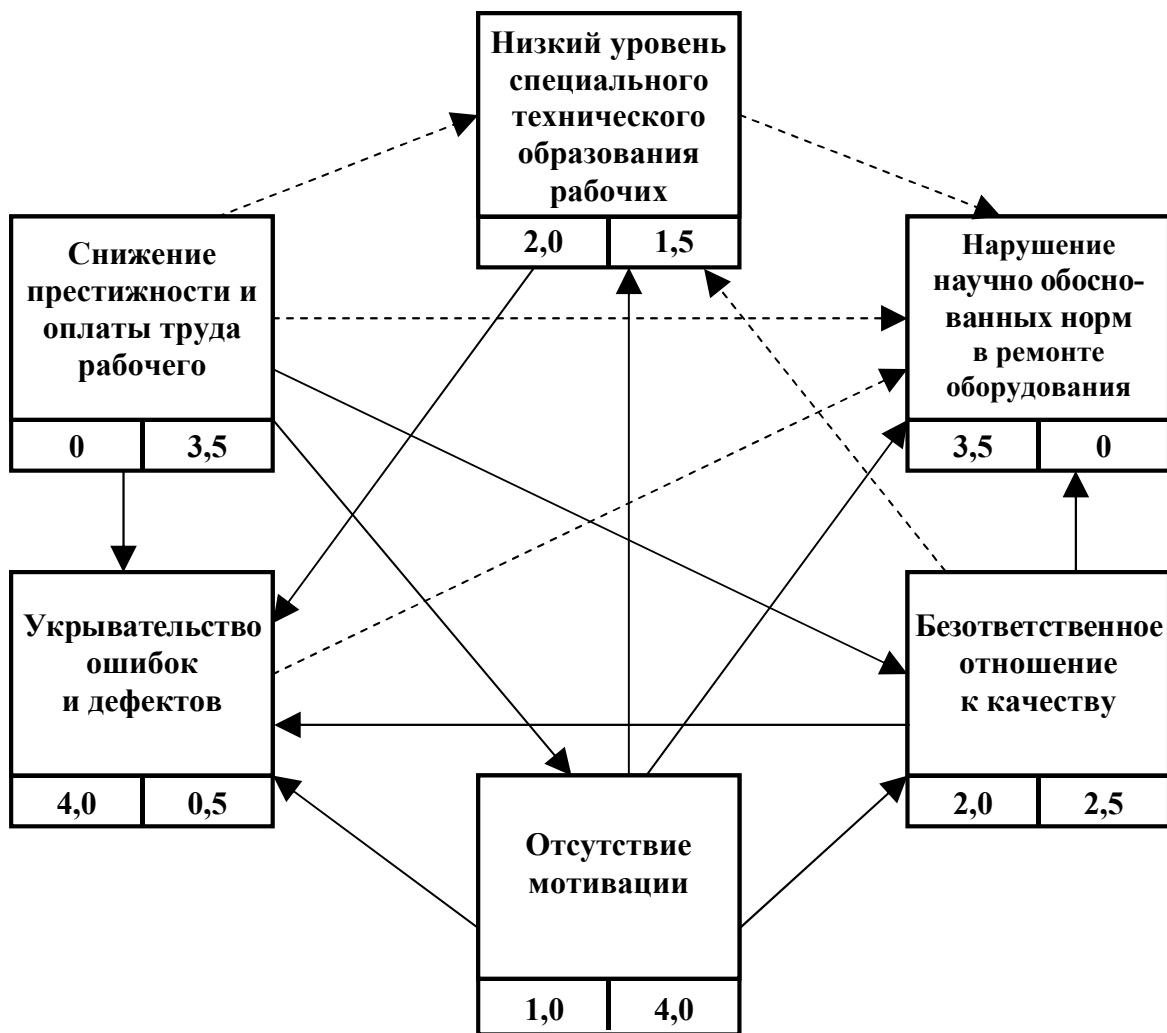 Низкий уровень
специального
технического
образования
рабочих
2,0 1,5
Снижение
престижности и
оплаты труда
рабочего
0 3,5
Нарушение
научно обосно-
ванных норм
в ремонте
оборудования
3,5 0
Укрывательство
ошибок
и дефектов
4,0 0,5
Безответственное
отношение
к качеству
2,0 2,5
Отсутствие
мотивации
1,0 4,0